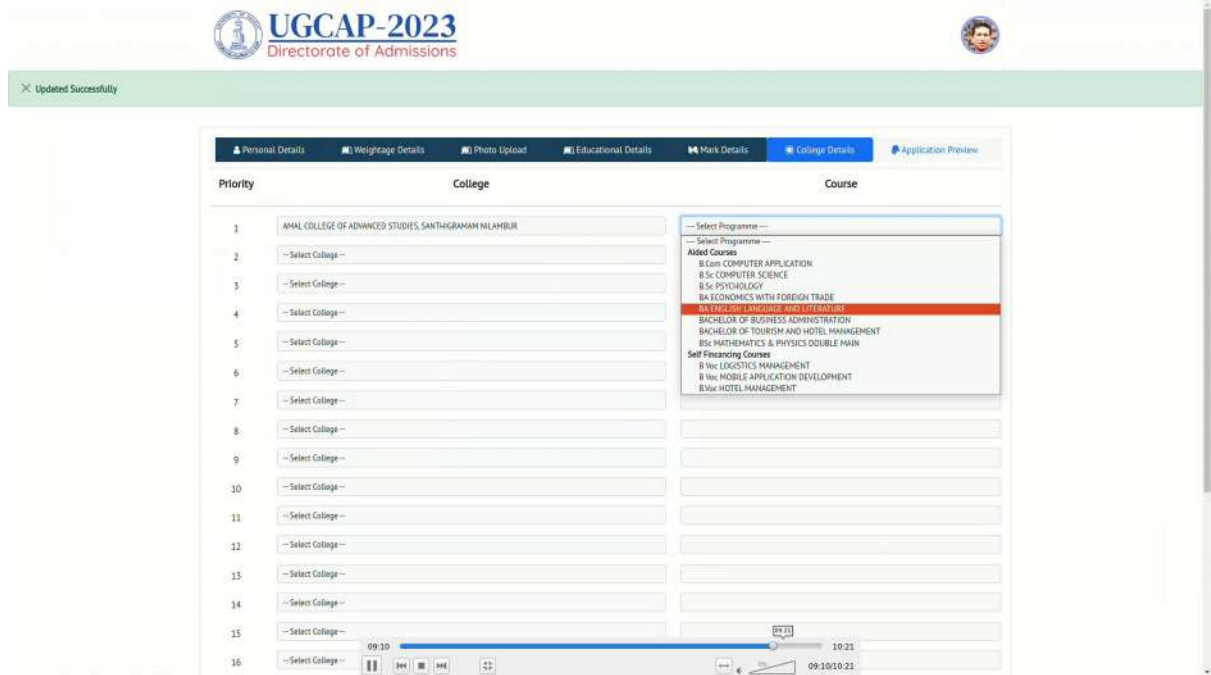 UGCAP-2023
Directorate of Admissions
Updated Successfully
Personal Details Weightage Details Photo Upload Educational Details Mark Details College Details Application Preview
Priority College Course
1 AMAL COLLEGE OF ADVANCED STUDIES, SANTHIGRAMAM NILAMBUR --- Select Programme ---
--- Select Programme ---
2 -- Select College --
Aided Courses
B.Com COMPUTER APPLICATION
B.Sc COMPUTER SCIENCE
3 -- Select College --
B.Sc PSYCHOLOGY
BA ECONOMICS WITH FOREIGN TRADE
4 -- Select College --
BA ENGLISH LANGUAGE AND LITERATURE
BACHELOR OF BUSINESS ADMINISTRATION
BACHELOR OF TOURISM AND HOTEL MANAGEMENT
5 -- Select College --
BSc MATHEMATICS & PHYSICS DOUBLE MAIN
Self Fincancing Courses
6 -- Select College --
B Voc LOGISTICS MANAGEMENT
B Voc MOBILE APPLICATION DEVELOPMENT
B.Voc HOTEL MANAGEMENT
7 -- Select College --
8 -- Select College --
9 -- Select College --
10 -- Select College --
11 -- Select College --
12 -- Select College --
13 -- Select College --
14 -- Select College --
15 -- Select College --
09:21
09:10 10:21
16 -- Select College --
09:10/10:21